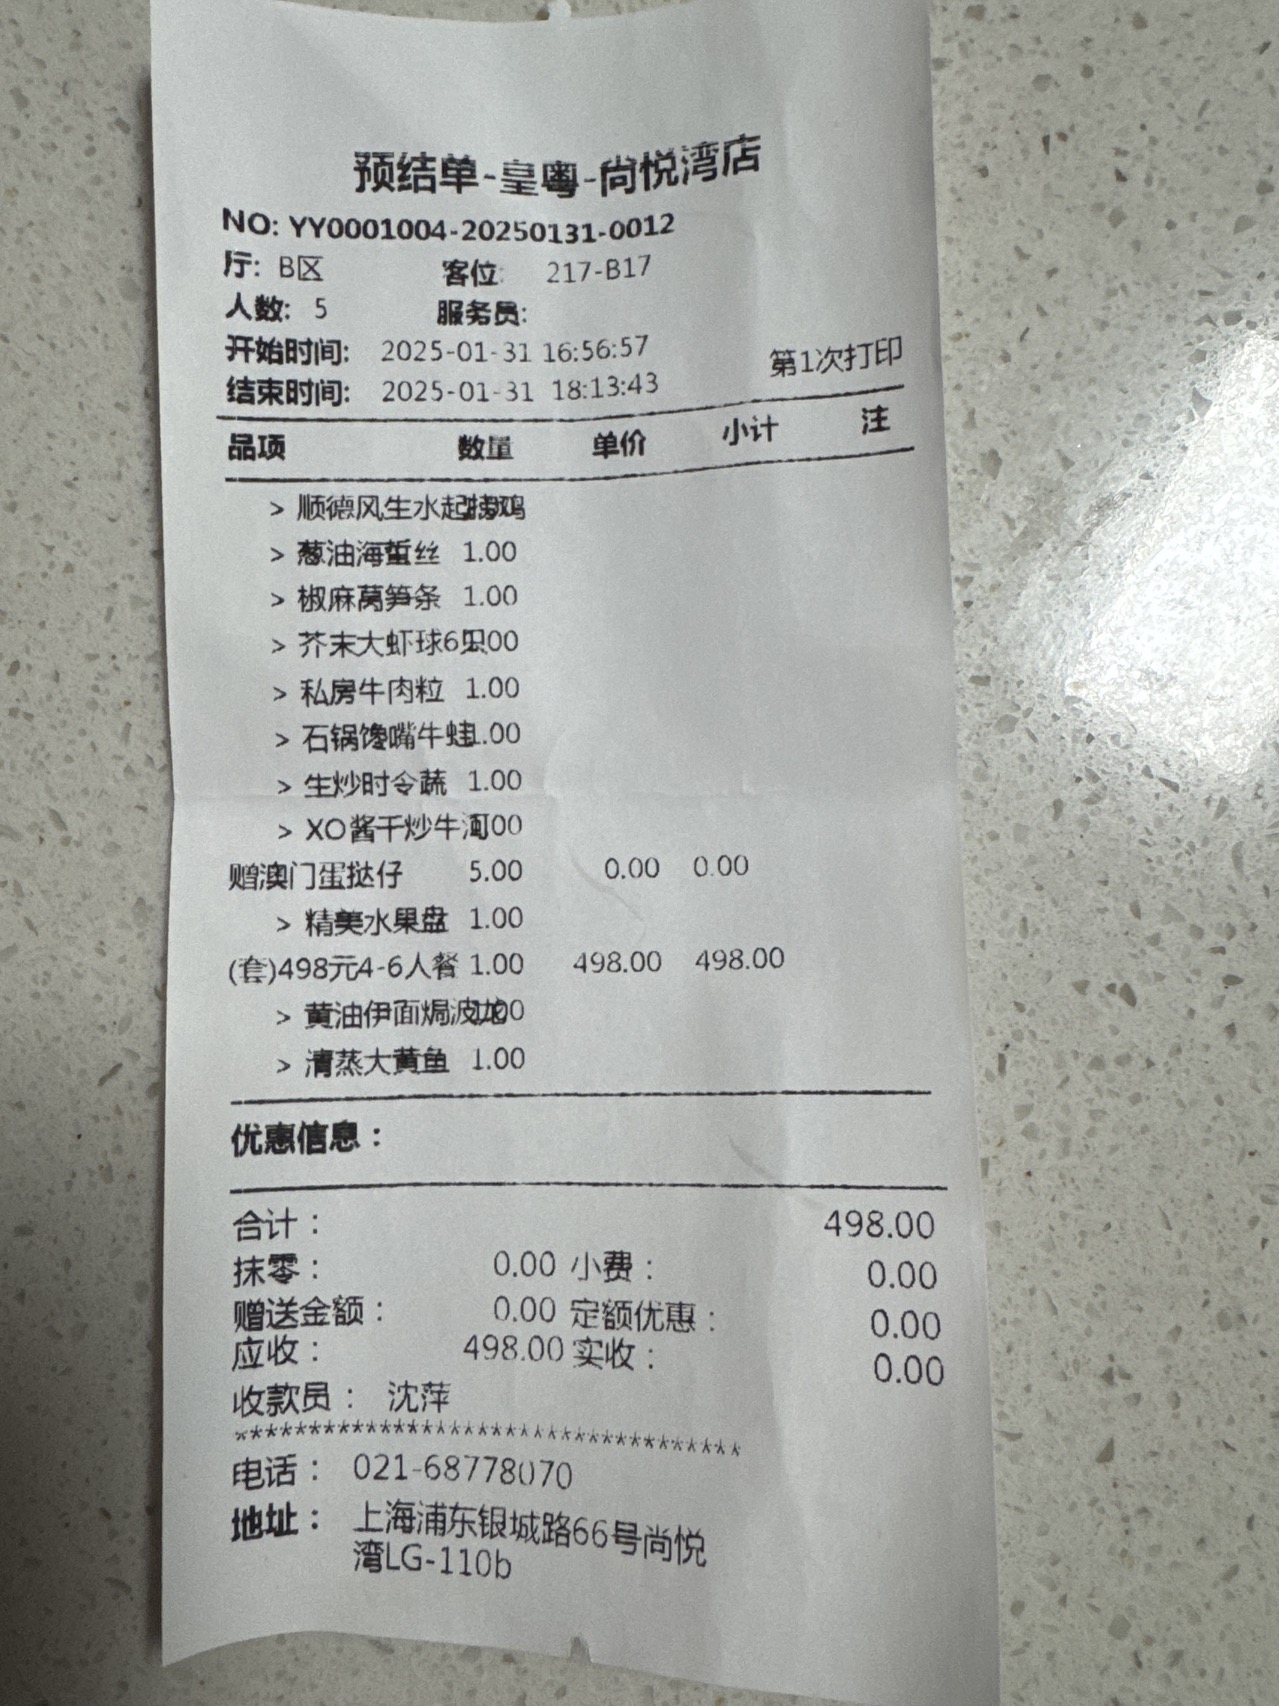 预结单-皇粤-尚悦湾店
NO: YY0001004-20250131-0012
厅: B区 客位: 217-B17
人数: 5 服务员:
开始时间: 2025-01-31 16:56:57
结束时间: 2025-01-31 18:13:43 第1次打印
品项 数量 单价 小计 注
> 顺德风生水起捞鸡
> 葱油海蜇丝 1.00
> 椒麻莴笋条 1.00
> 芥末大虾球6只 1.00
> 私房牛肉粒 1.00
> 石锅馋嘴牛蛙 1.00
> 生炒时令蔬 1.00
> XO酱干炒牛河 1.00
赠澳门蛋挞仔 5.00 0.00 0.00
> 精美水果盘 1.00
(套)498元4-6人餐 1.00 498.00 498.00
> 黄油伊面焗波龙 1.00
> 清蒸大黄鱼 1.00
优惠信息：
合计： 498.00
抹零： 0.00 小费： 0.00
赠送金额： 0.00 定额优惠： 0.00
应收： 498.00 实收： 0.00
收款员： 沈萍
***********************************
电话： 021-68778070
地址： 上海浦东银城路66号尚悦
湾LG-110b